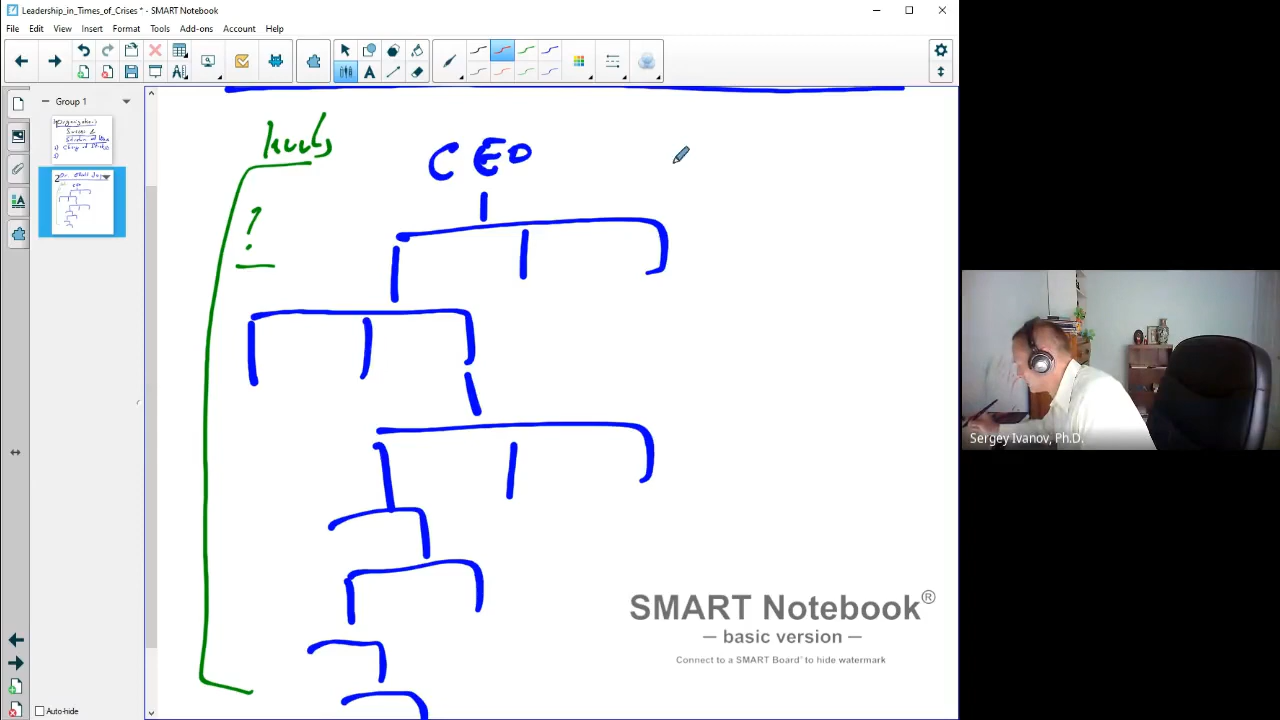 Leadership_in_Times_of_Crises * - SMART Notebook
File Edit View Insert Format Tools Add-ons Account Help
Group 1
levels
?
CEO
Sergey Ivanov, Ph.D.
SMART Notebook®
— basic version —
Connect to a SMART Board® to hide watermark
Auto-hide